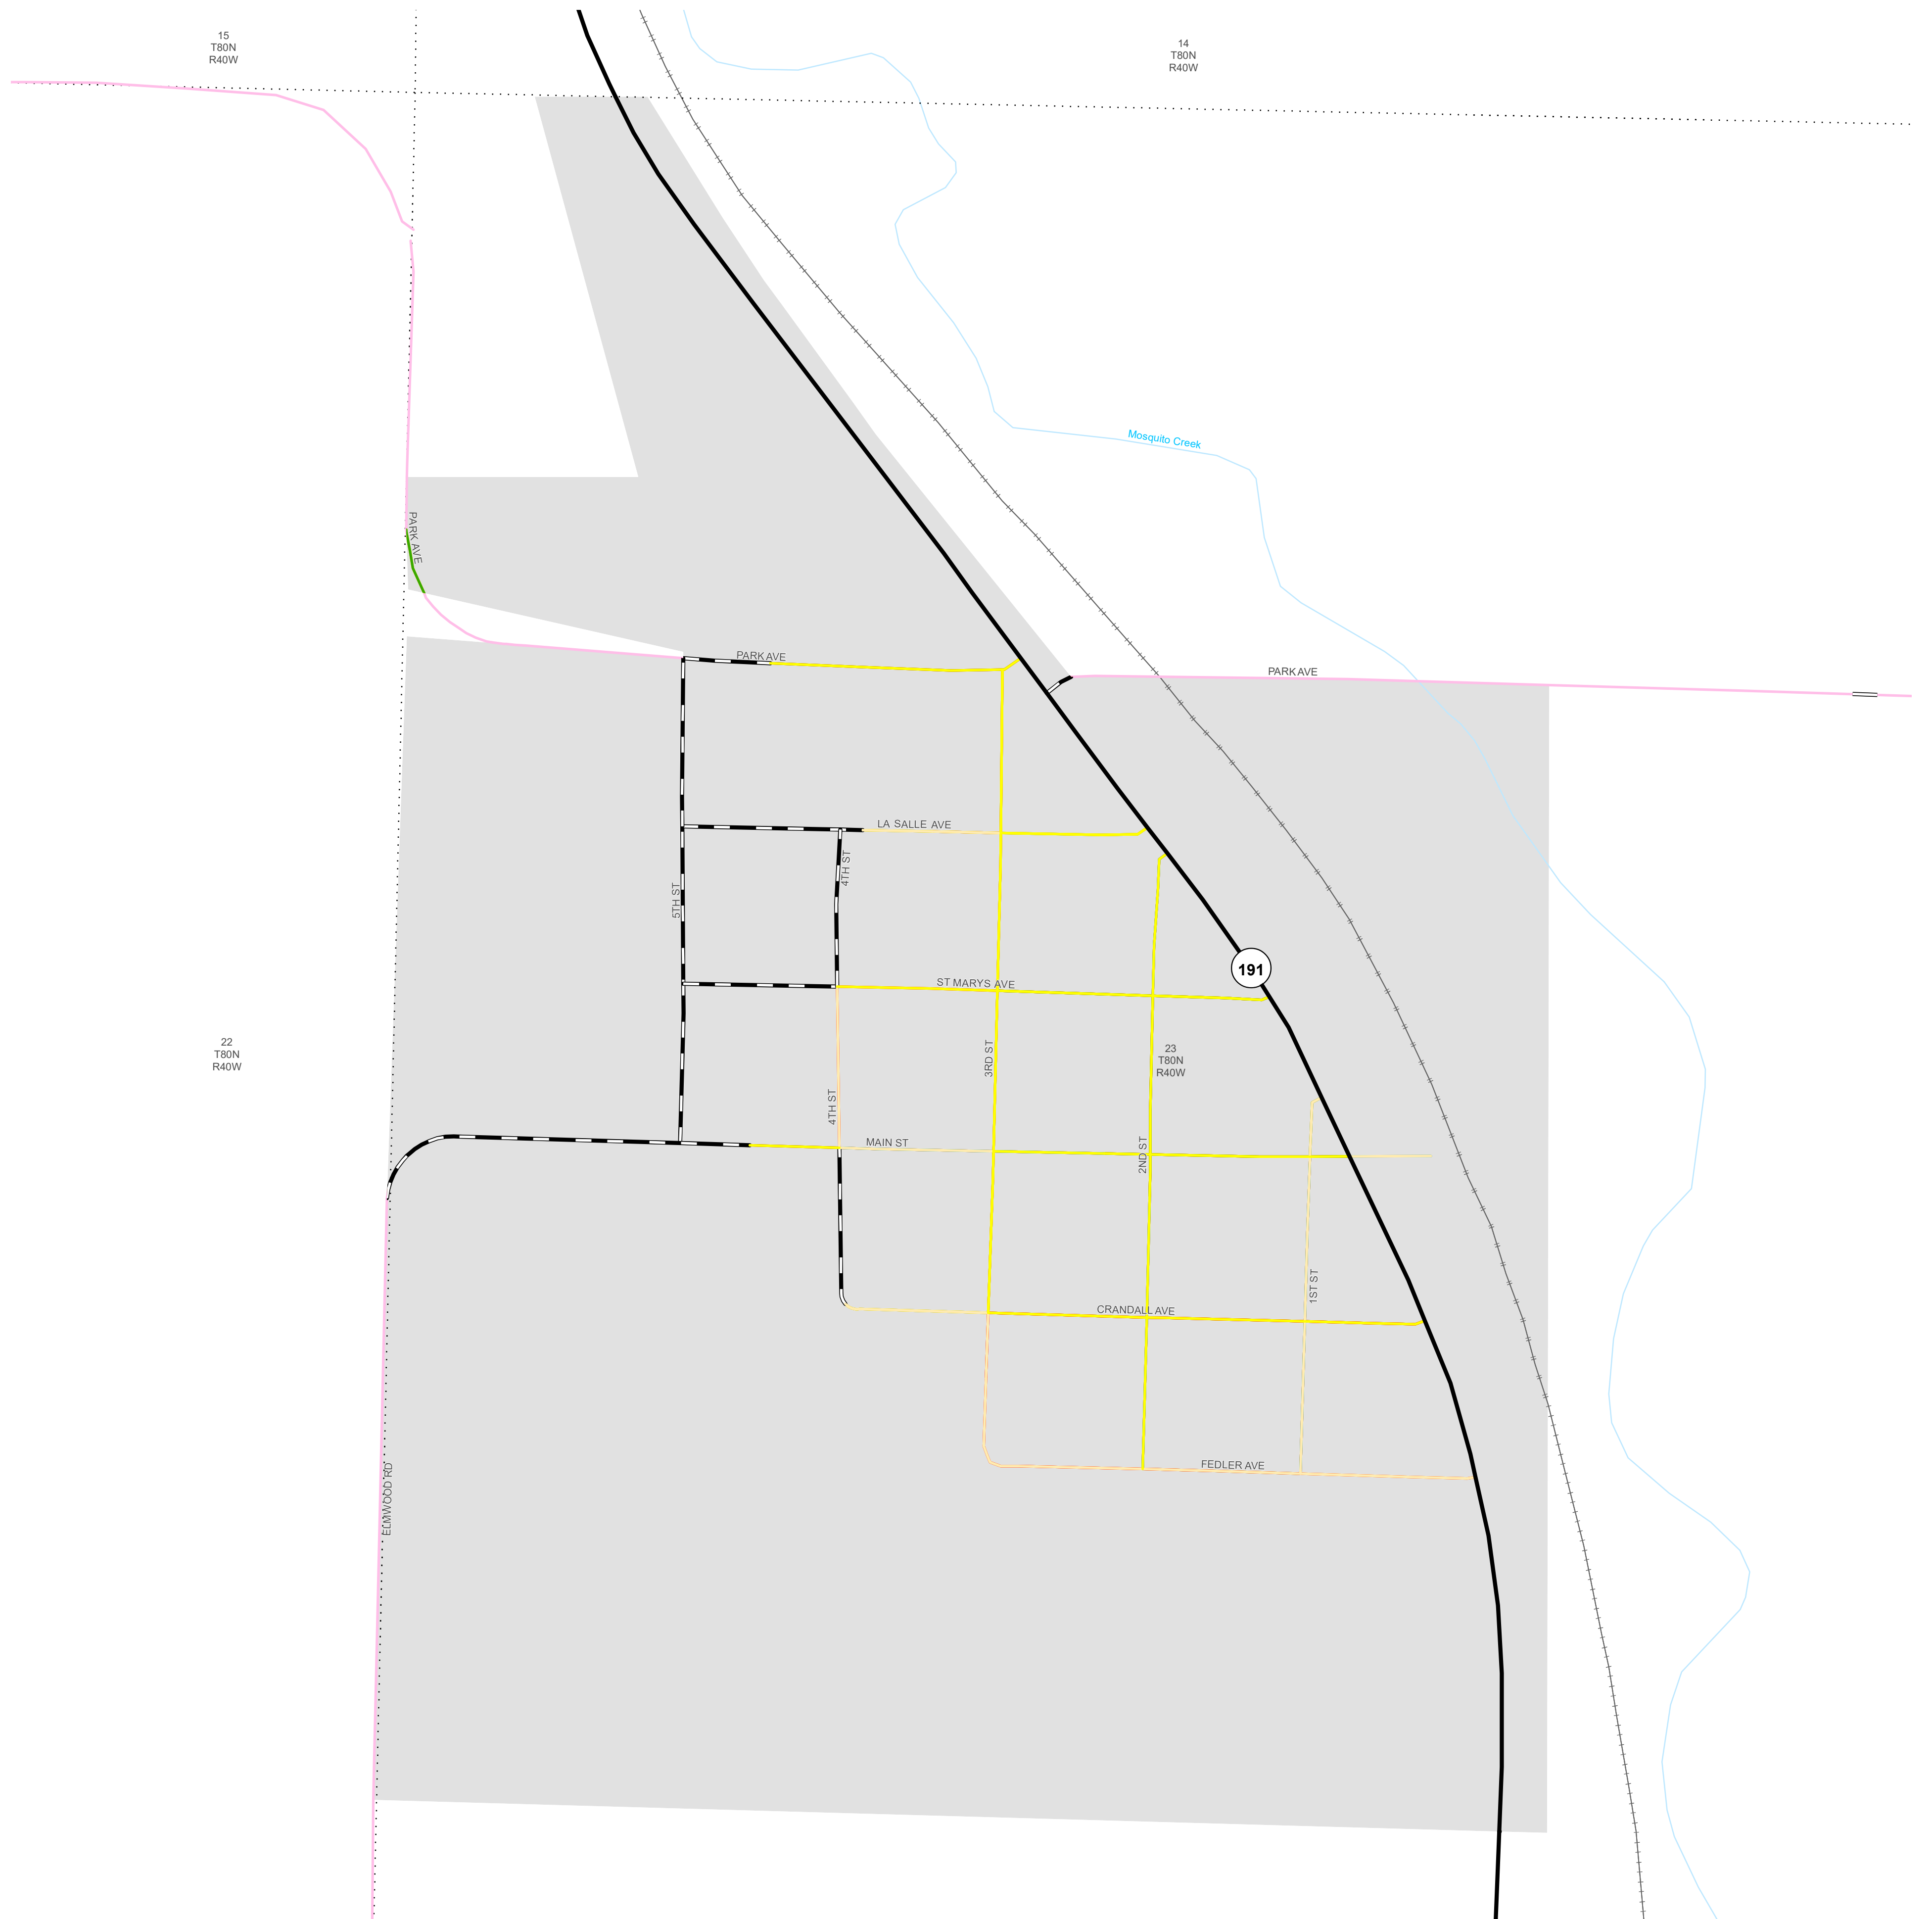 15
T80N
R40W
14
T80N
R40W
Mosquito Creek
PARK AVE
PARK AVE
PARK AVE
LA SALLE AVE
4TH ST
5TH ST
191
ST MARYS AVE
22
T80N
R40W
3RD ST
23
T80N
R40W
4TH ST
MAIN ST
2ND ST
1ST ST
CRANDALL AVE
FEDLER AVE
ELMWOOD RD